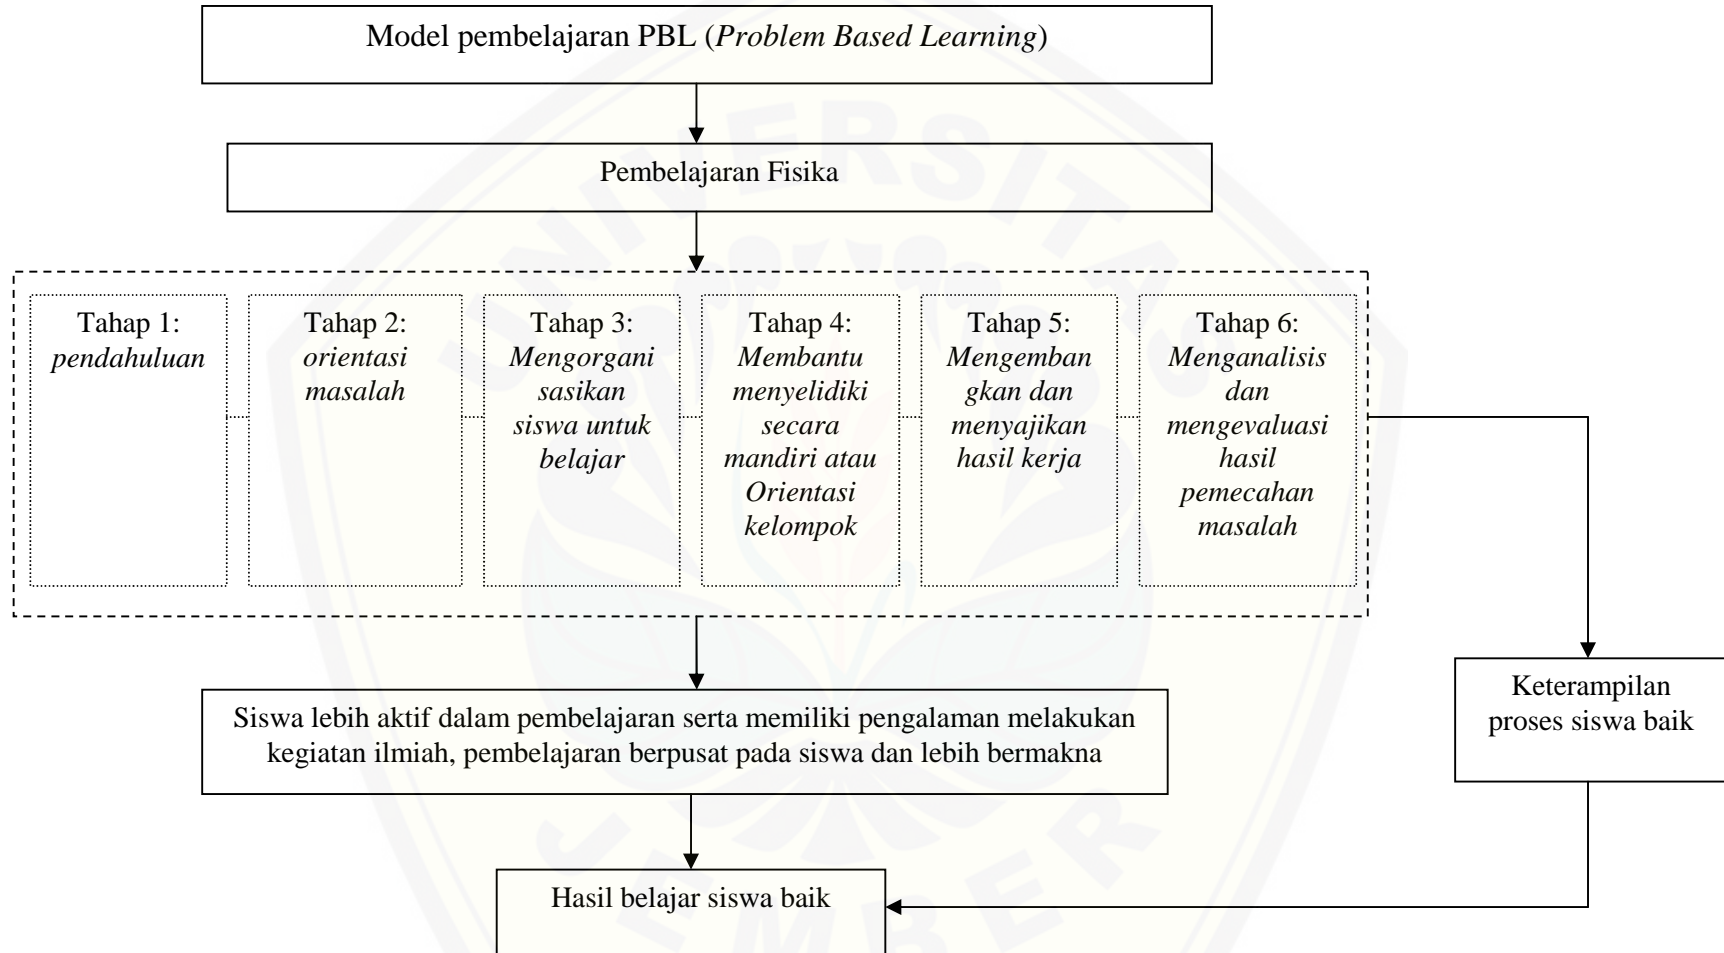 Model pembelajaran PBL (Problem Based Learning)
Pembelajaran Fisika
Tahap 1:
pendahuluan
Tahap 2:
orientasi
masalah
Tahap 3:
Mengorgani
sasikan
siswa untuk
belajar
Tahap 4:
Membantu
menyelidiki
secara
mandiri atau
Orientasi
kelompok
Tahap 5:
Mengemban
gkan dan
menyajikan
hasil kerja
Tahap 6:
Menganalisis
dan
mengevaluasi
hasil
pemecahan
masalah
Siswa lebih aktif dalam pembelajaran serta memiliki pengalaman melakukan
kegiatan ilmiah, pembelajaran berpusat pada siswa dan lebih bermakna
Keterampilan
proses siswa baik
Hasil belajar siswa baik
UNIVERSITAS
JEMBER